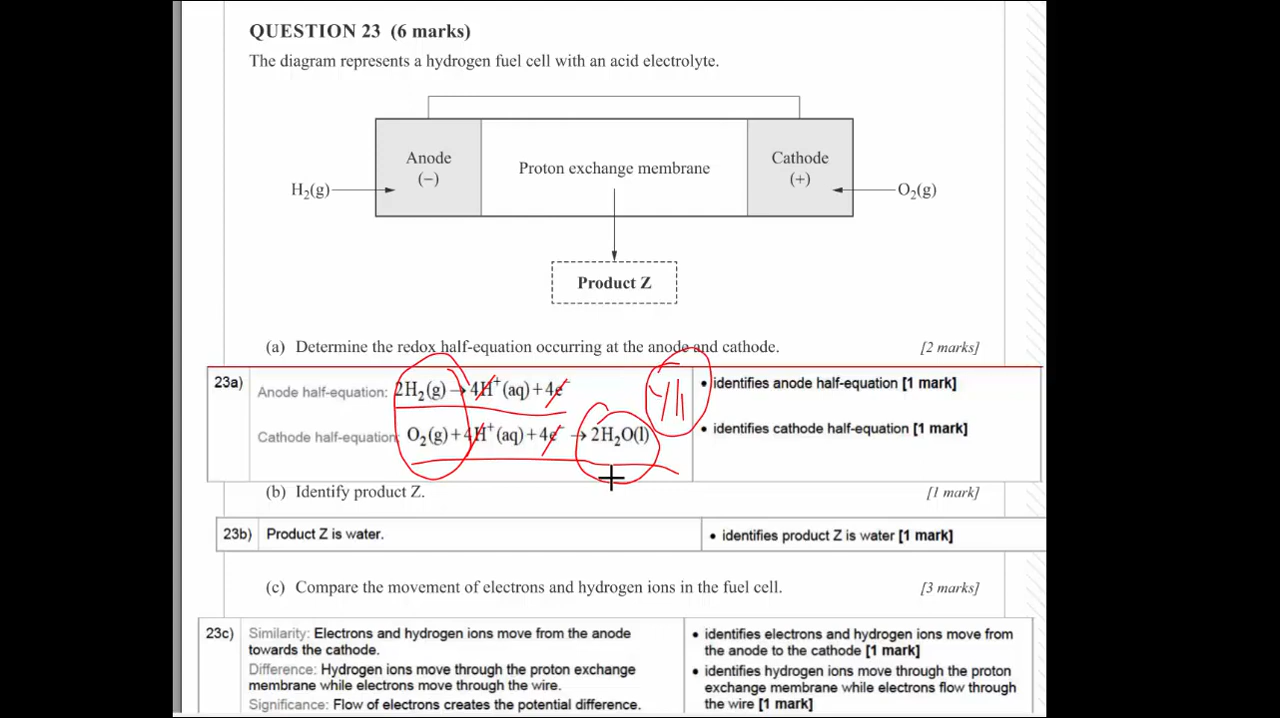 QUESTION 23 (6 marks)
The diagram represents a hydrogen fuel cell with an acid electrolyte.
Anode
(−)
Proton exchange membrane
Cathode
(+)
H₂(g)
O₂(g)
Product Z
(a) Determine the redox half-equation occurring at the anode and cathode. [2 marks]
23a) Anode half-equation: 2H₂(g) → 4H⁺(aq) + 4e⁻
• identifies anode half-equation [1 mark]
Cathode half-equation: O₂(g) + 4H⁺(aq) + 4e⁻ → 2H₂O(l)
• identifies cathode half-equation [1 mark]
(b) Identify product Z. [1 mark]
23b) Product Z is water.
• identifies product Z is water [1 mark]
(c) Compare the movement of electrons and hydrogen ions in the fuel cell. [3 marks]
23c) Similarity: Electrons and hydrogen ions move from the anode
towards the cathode.
Difference: Hydrogen ions move through the proton exchange
membrane while electrons move through the wire.
Significance: Flow of electrons creates the potential difference.
• identifies electrons and hydrogen ions move from
the anode to the cathode [1 mark]
• identifies hydrogen ions move through the proton
exchange membrane while electrons flow through
the wire [1 mark]